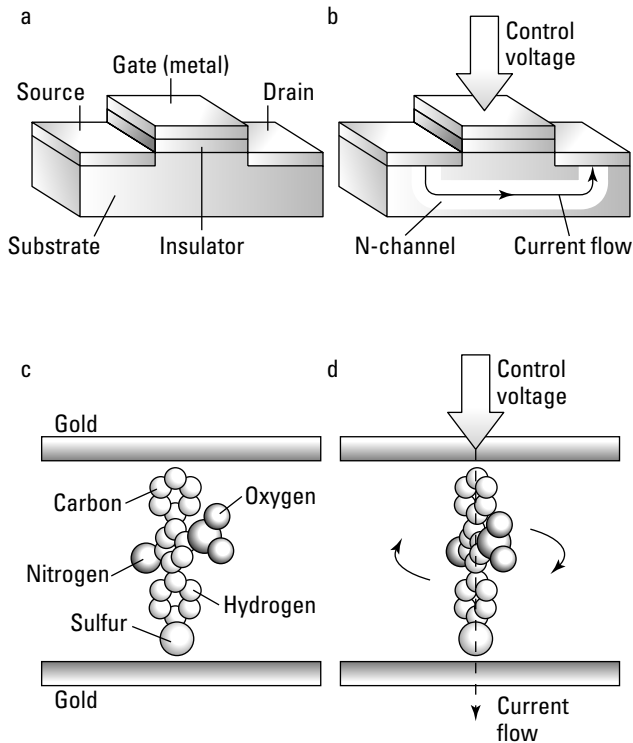 a
Gate (metal)
Source
Drain
Substrate
Insulator
b
Control
voltage
N-channel
Current flow
c
Gold
Carbon
Oxygen
Nitrogen
Hydrogen
Sulfur
Gold
d
Control
voltage
Current
flow